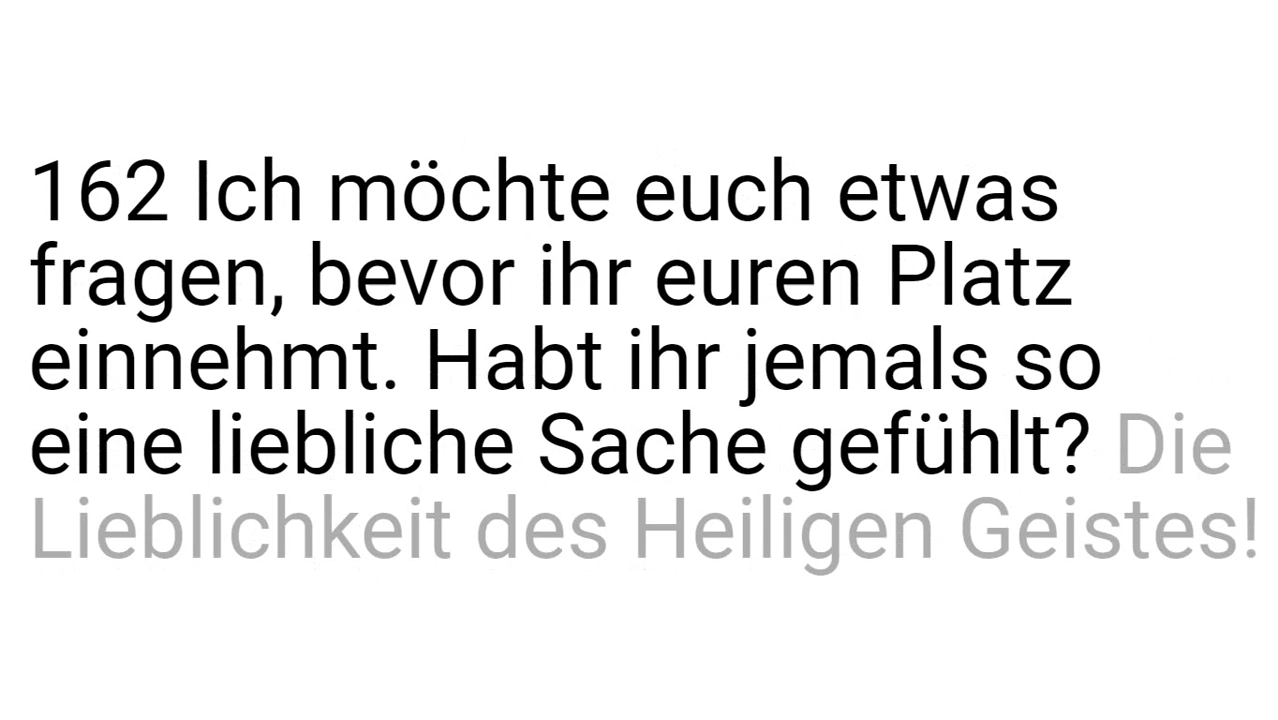 162 Ich möchte euch etwas
fragen, bevor ihr euren Platz
einnehmt. Habt ihr jemals so
eine liebliche Sache gefühlt? Die
Lieblichkeit des Heiligen Geistes!